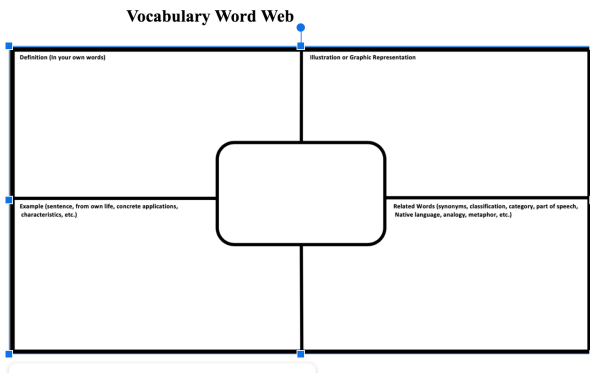 Vocabulary Word Web
Definition (In your own words)
Illustration or Graphic Representation
Example (sentence, from own life, concrete applications,
characteristics, etc.)
Related Words (synonyms, classification, category, part of speech,
Native language, analogy, metaphor, etc.)